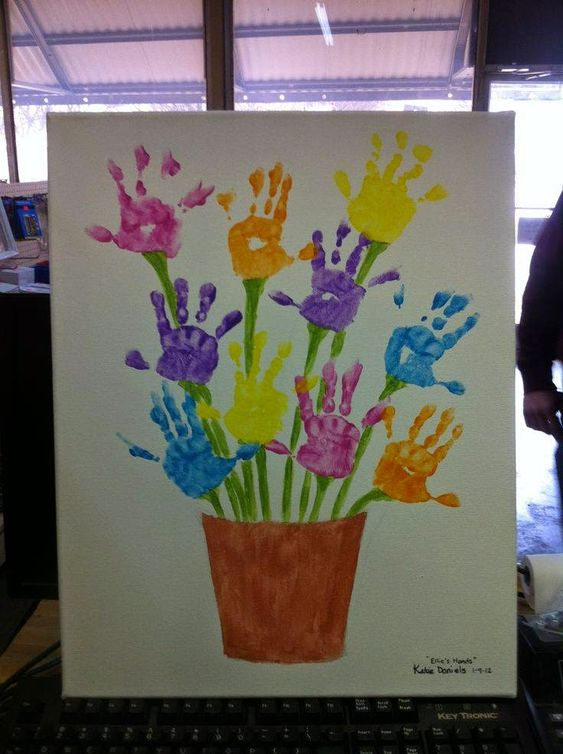 "Ellie's Hands"
Katie Daniels 1-9-12
KEY TRONIC